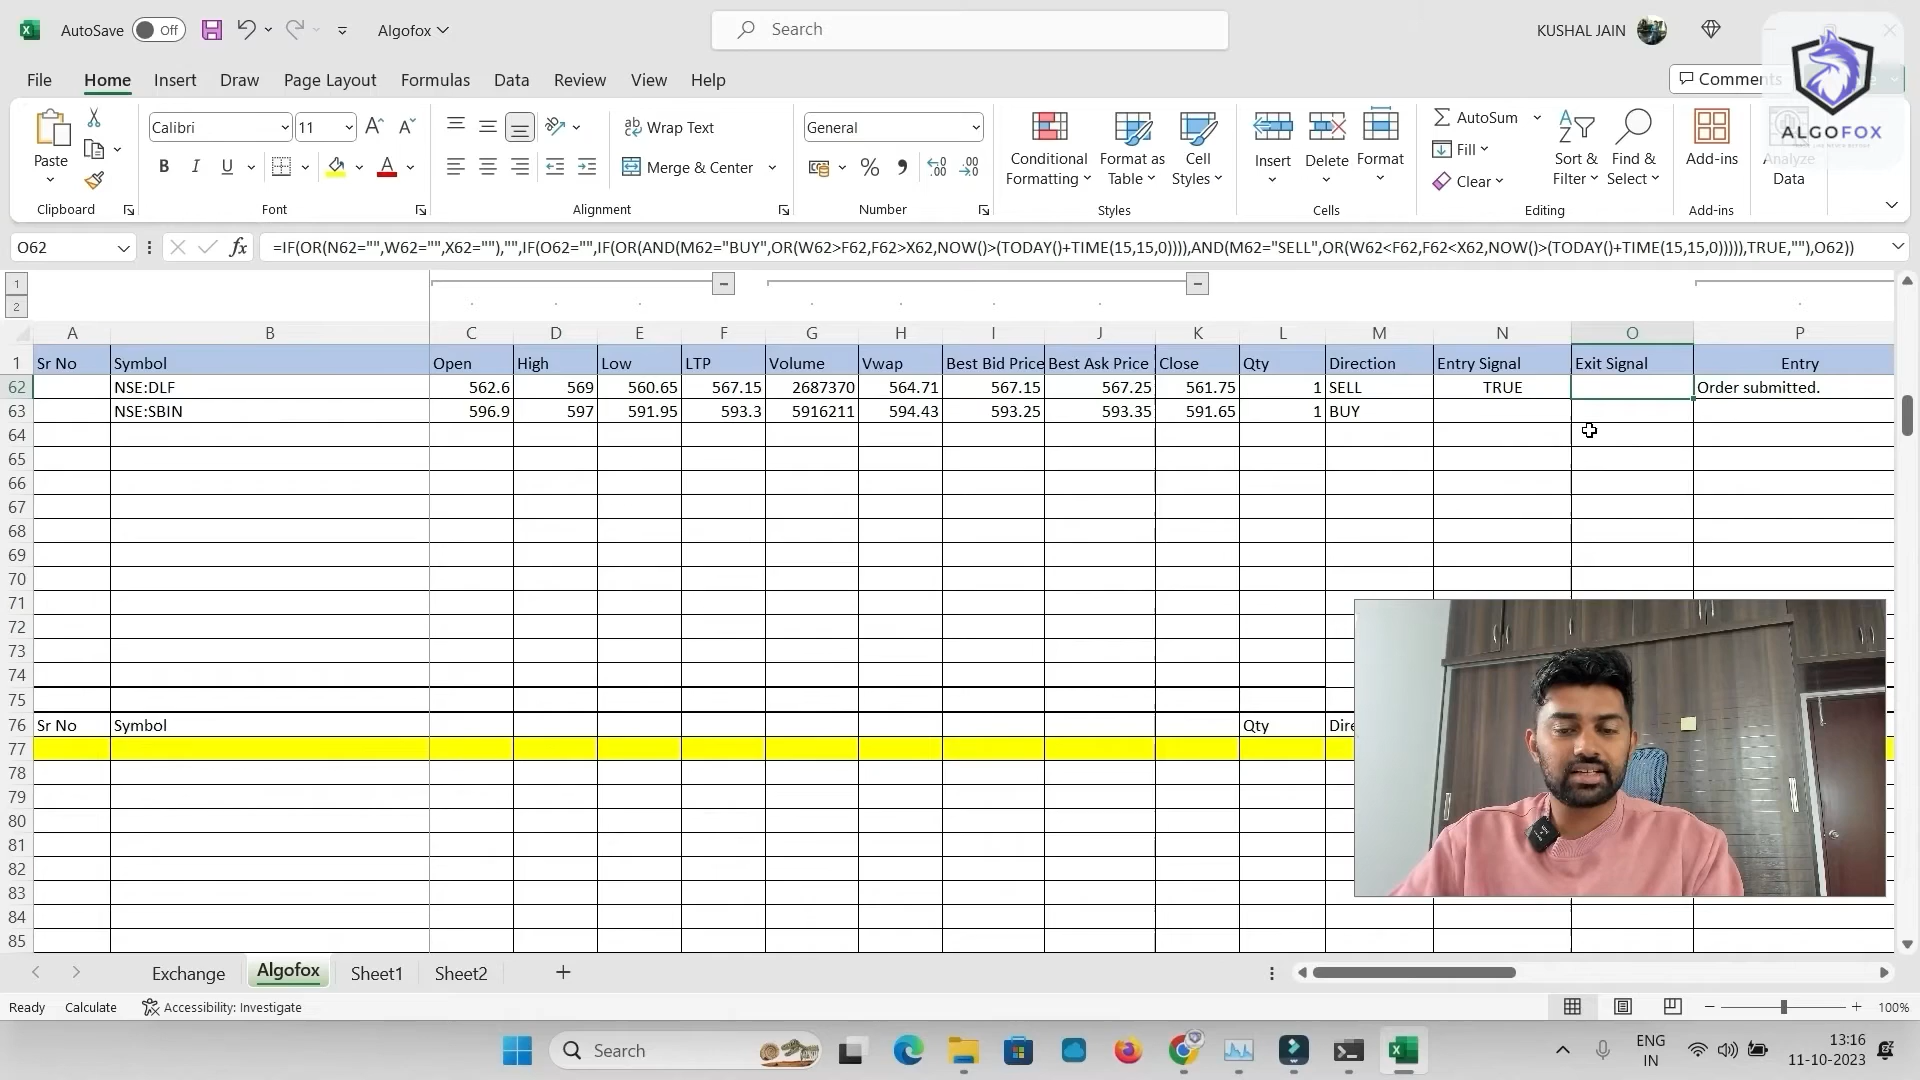 AutoSave Off Algofox Search KUSHAL JAIN
File Home Insert Draw Page Layout Formulas Data Review View Help Comments
Paste Calibri 11 Wrap Text General Conditional Formatting Format as Table Cell Styles Insert Delete Format AutoSum Fill Clear Sort & Filter Find & Select Add-ins Analyze Data
B I U Merge & Center
ALGOFOX
Clipboard Font Alignment Number Styles Cells Editing Add-ins
O62 fx =IF(OR(N62="",W62="",X62=""),"",IF(O62="",IF(OR(AND(M62="BUY",OR(W62>F62,F62>X62,NOW()>(TODAY()+TIME(15,15,0)))),AND(M62="SELL",OR(W62<F62,F62<X62,NOW()>(TODAY()+TIME(15,15,0))))),TRUE,""),O62))
1
2
A B C D E F G H I J K L M N O P
1 Sr No Symbol Open High Low LTP Volume Vwap Best Bid Price Best Ask Price Close Qty Direction Entry Signal Exit Signal Entry
62 NSE:DLF 562.6 569 560.65 567.15 2687370 564.71 567.15 567.25 561.75 1 SELL TRUE Order submitted.
63 NSE:SBIN 596.9 597 591.95 593.3 5916211 594.43 593.25 593.35 591.65 1 BUY
64
65
66
67
68
69
70
71
72
73
74
75
76 Sr No Symbol Qty Dire
77
78
79
80
81
82
83
84
85
Exchange Algofox Sheet1 Sheet2
Ready Calculate Accessibility: Investigate 100%
Search ENG IN 13:16 11-10-2023